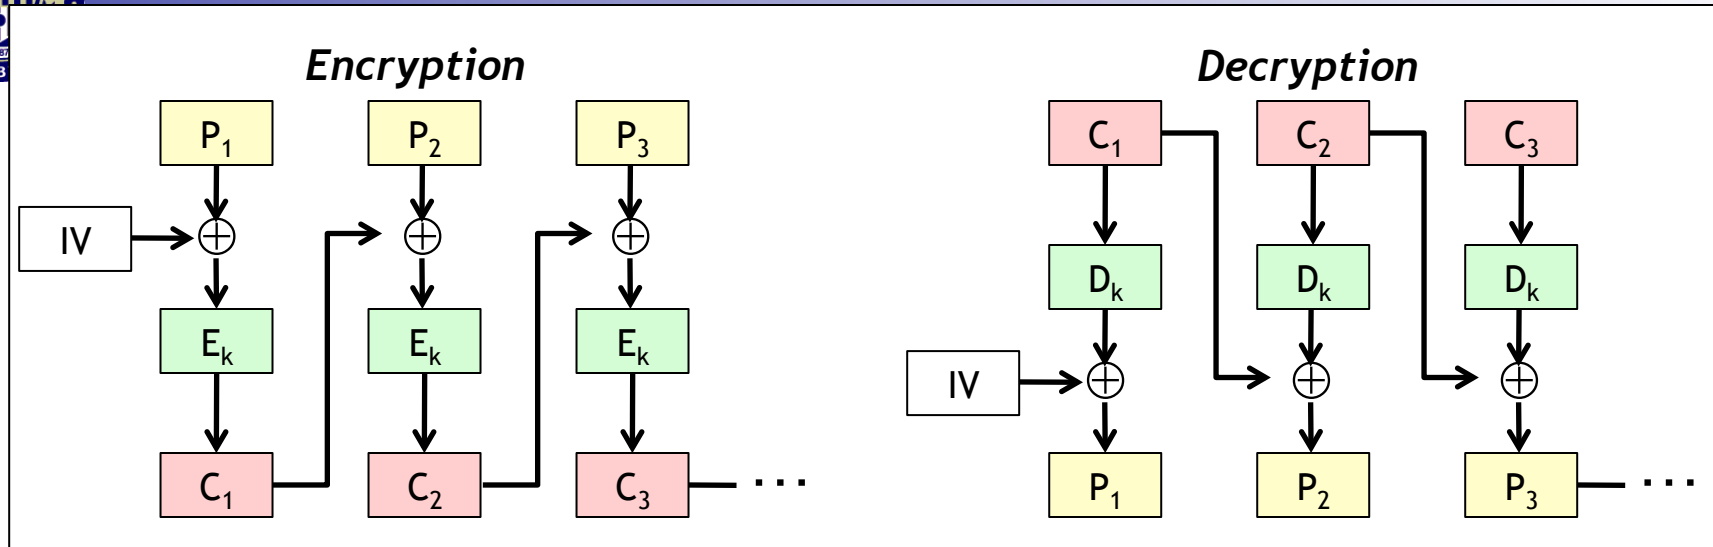 Encryption
Decryption
P1 P2 P3
C1 C2 C3
IV
Dk Dk Dk
Ek Ek Ek
IV
C1 C2 C3 ...
P1 P2 P3 ...